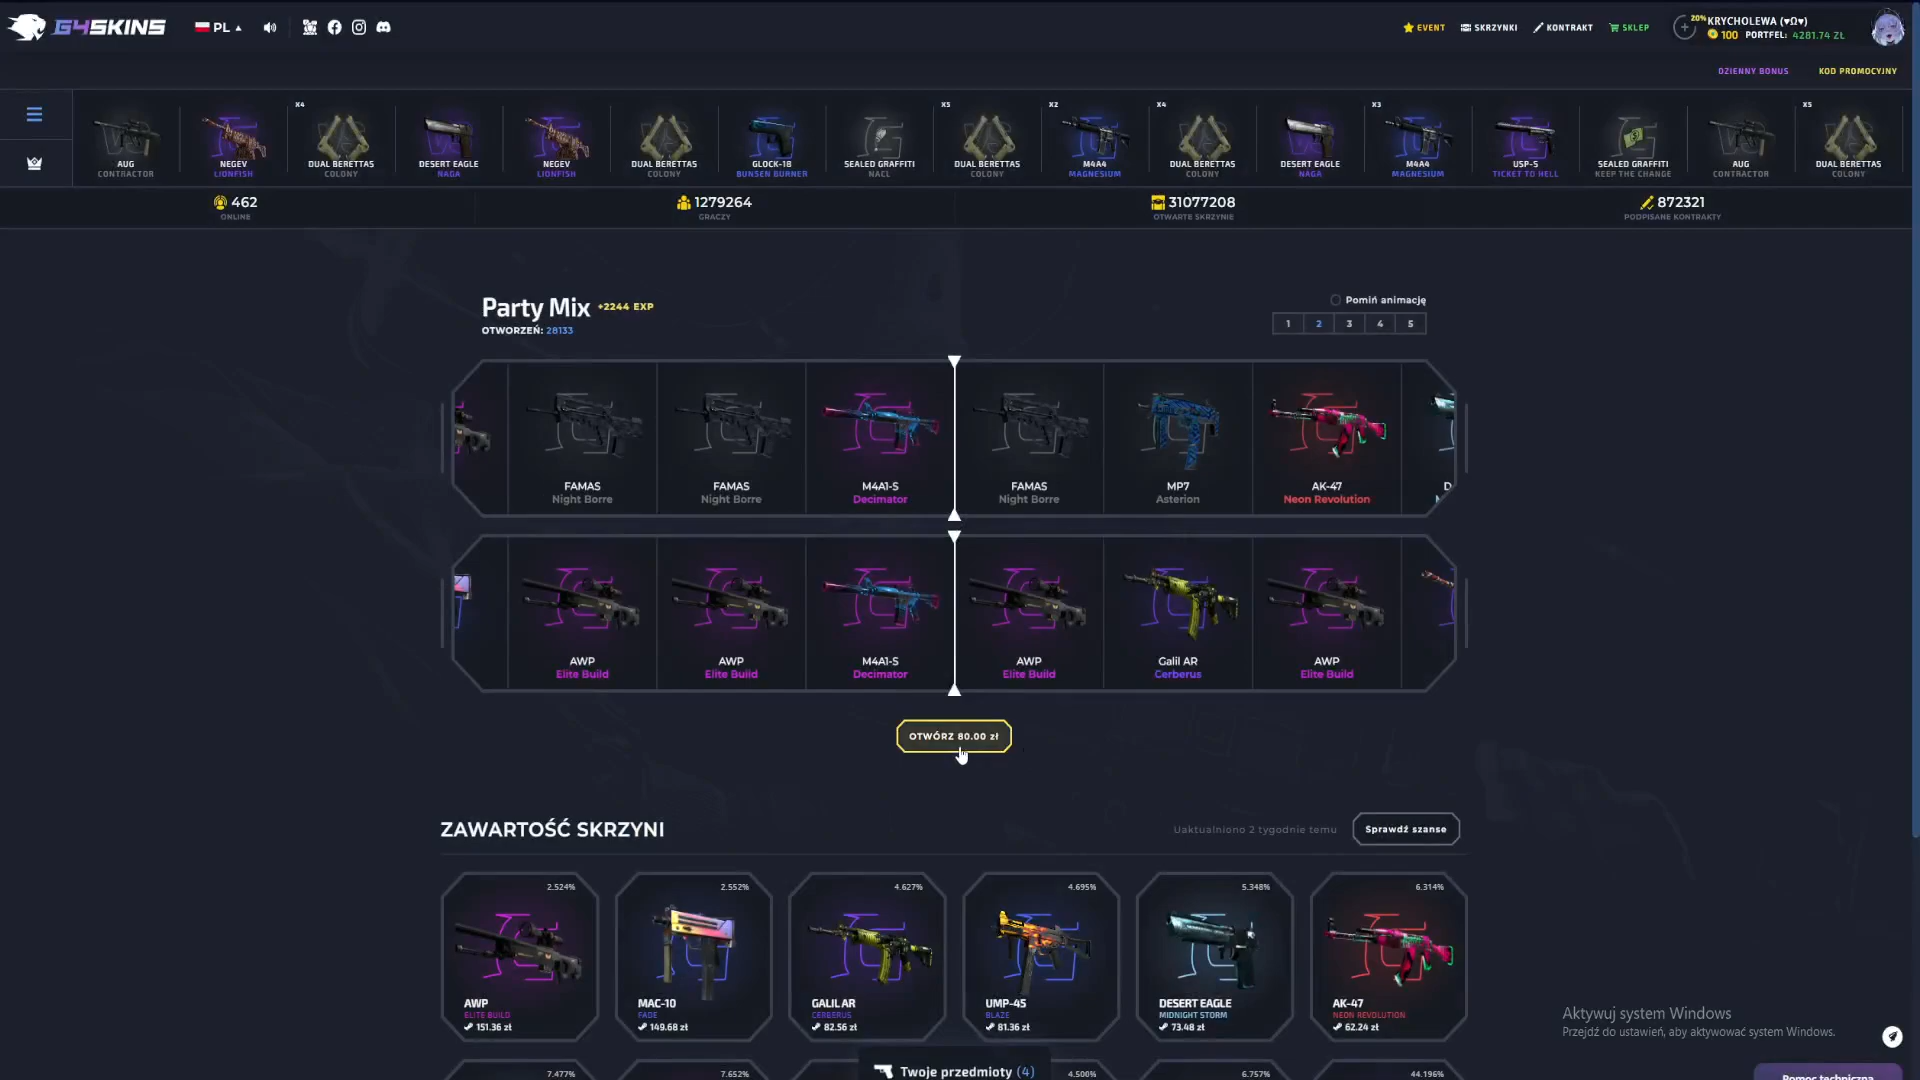 G4SKINS
PL
EVENT
SKRZYNKI
KONTRAKT
SKLEP
20%
KRYCHOLEWA (▾Ω▾)
100 PORTFEL: 4281.74 ZŁ
DZIENNY BONUS
KOD PROMOCYJNY
AUG
CONTRACTOR
NEGEV
LIONFISH
X4
DUAL BERETTAS
COLONY
DESERT EAGLE
NAGA
NEGEV
LIONFISH
DUAL BERETTAS
COLONY
GLOCK-18
BUNSEN BURNER
SEALED GRAFFITI
NACL
X5
DUAL BERETTAS
COLONY
X2
M4A4
MAGNESIUM
X4
DUAL BERETTAS
COLONY
DESERT EAGLE
NAGA
X3
M4A4
MAGNESIUM
USP-S
TICKET TO HELL
SEALED GRAFFITI
KEEP THE CHANGE
AUG
CONTRACTOR
X5
DUAL BERETTAS
COLONY
462
ONLINE
1279264
GRACZY
31077208
OTWARTE SKRZYNIE
872321
PODPISANE KONTRAKTY
Party Mix +2244 EXP
OTWORZEŃ: 28133
Pomiń animację
1 2 3 4 5
FAMAS
Night Borre
FAMAS
Night Borre
M4A1-S
Decimator
FAMAS
Night Borre
MP7
Asterion
AK-47
Neon Revolution
AWP
Elite Build
AWP
Elite Build
M4A1-S
Decimator
AWP
Elite Build
Galil AR
Cerberus
AWP
Elite Build
OTWÓRZ 80.00 zł
ZAWARTOŚĆ SKRZYNI
Uaktualniono 2 tygodnie temu
Sprawdź szanse
2.524%
AWP
ELITE BUILD
151.36 zł
2.552%
MAC-10
FADE
149.68 zł
4.627%
GALIL AR
CERBERUS
82.56 zł
4.695%
UMP-45
BLAZE
81.36 zł
5.348%
DESERT EAGLE
MIDNIGHT STORM
73.48 zł
6.314%
AK-47
NEON REVOLUTION
62.24 zł
Aktywuj system Windows
Przejdź do ustawień, aby aktywować system Windows.
7.477%
7.652%
Twoje przedmioty (4)
4.500%
6.757%
44.196%
Pomoc techniczna